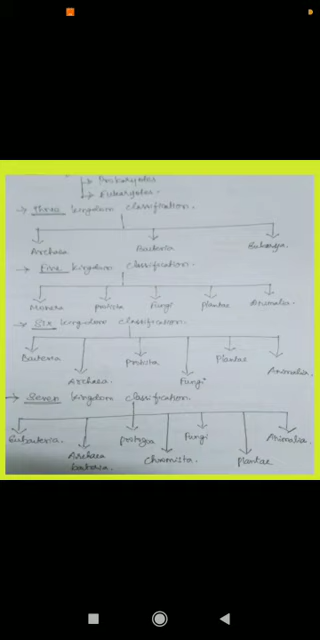 → Prokaryotes
→ Eukaryotes.
→ Three kingdom classification.
Archaea Bacteria Eukarya.
→ Five kingdom classification.
Monera protista Fungi plantae Animalia.
→ Six kingdom classification.
Bacteria Protista Plantae
Archaea. Fungi Animalia.
→ Seven kingdom classification.
Eubacteria. Protozoa Fungi Animalia.
Archaea bacteria. Chromista. Plantae